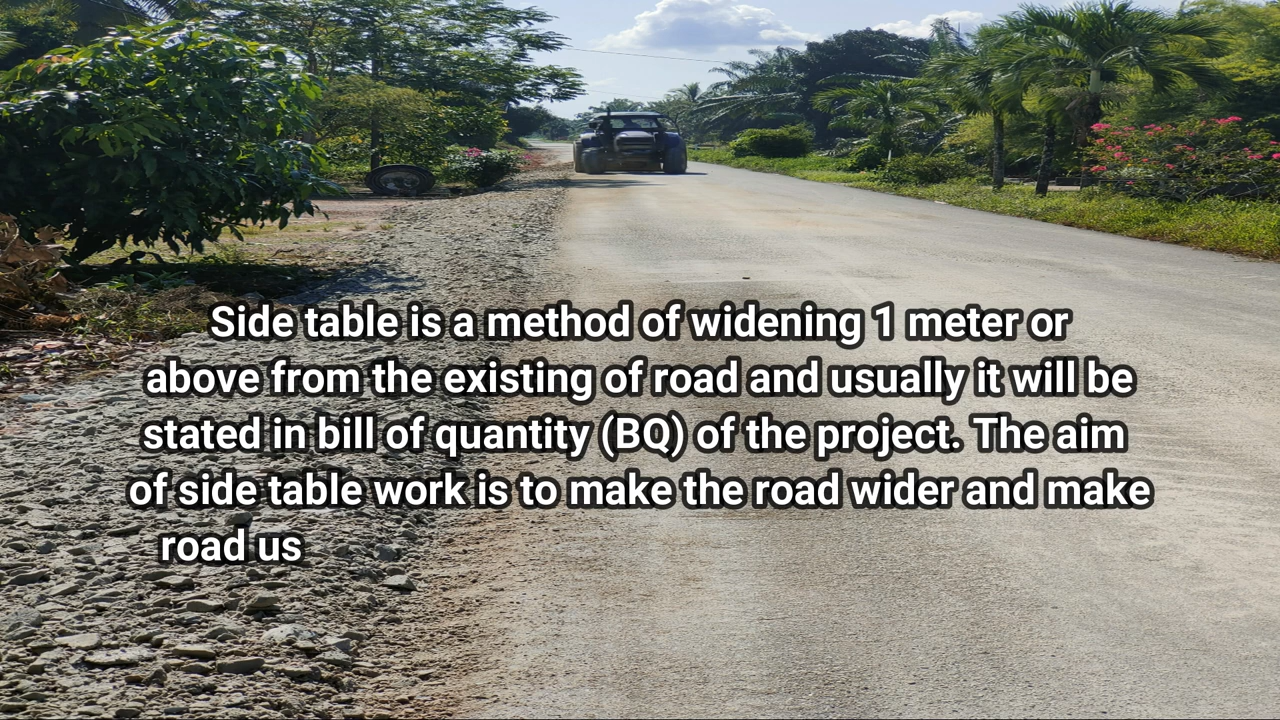 Side table is a method of widening 1 meter or
above from the existing of road and usually it will be
stated in bill of quantity (BQ) of the project. The aim
of side table work is to make the road wider and make
road us